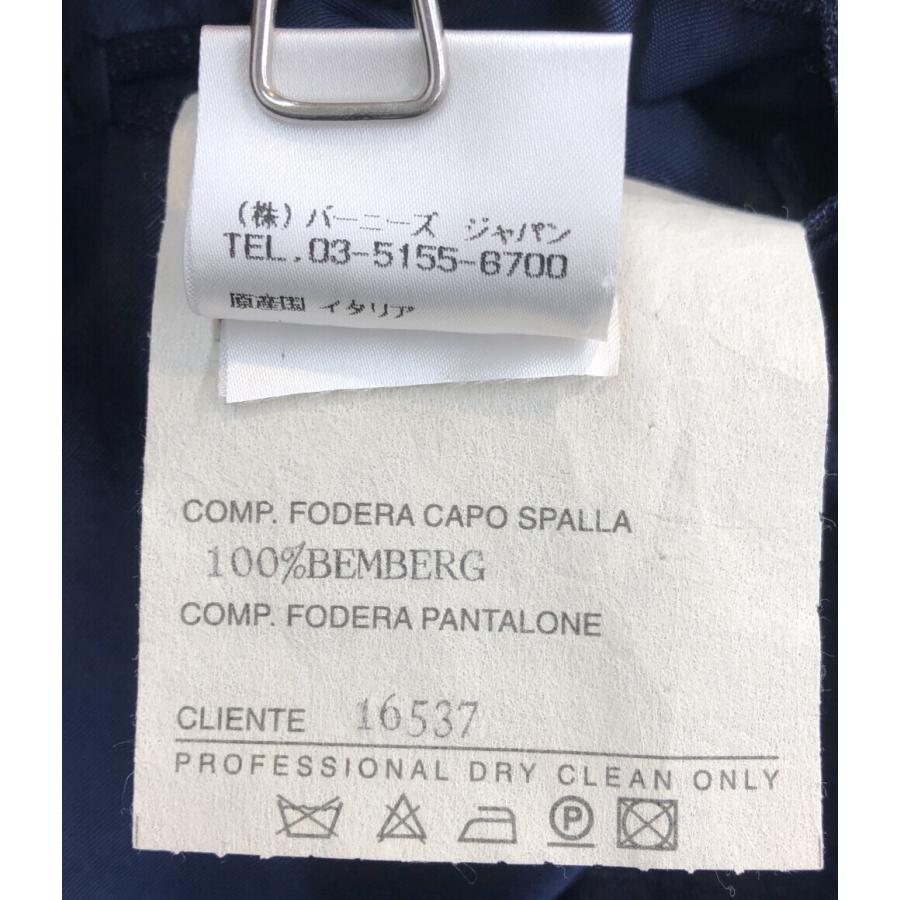 (株)バーニーズ ジャパン
TEL.03-5155-6700
原産国 イタリア
COMP. FODERA CAPO SPALLA
100%BEMBERG
COMP. FODERA PANTALONE
CLIENTE 16537
PROFESSIONAL DRY CLEAN ONLY
P